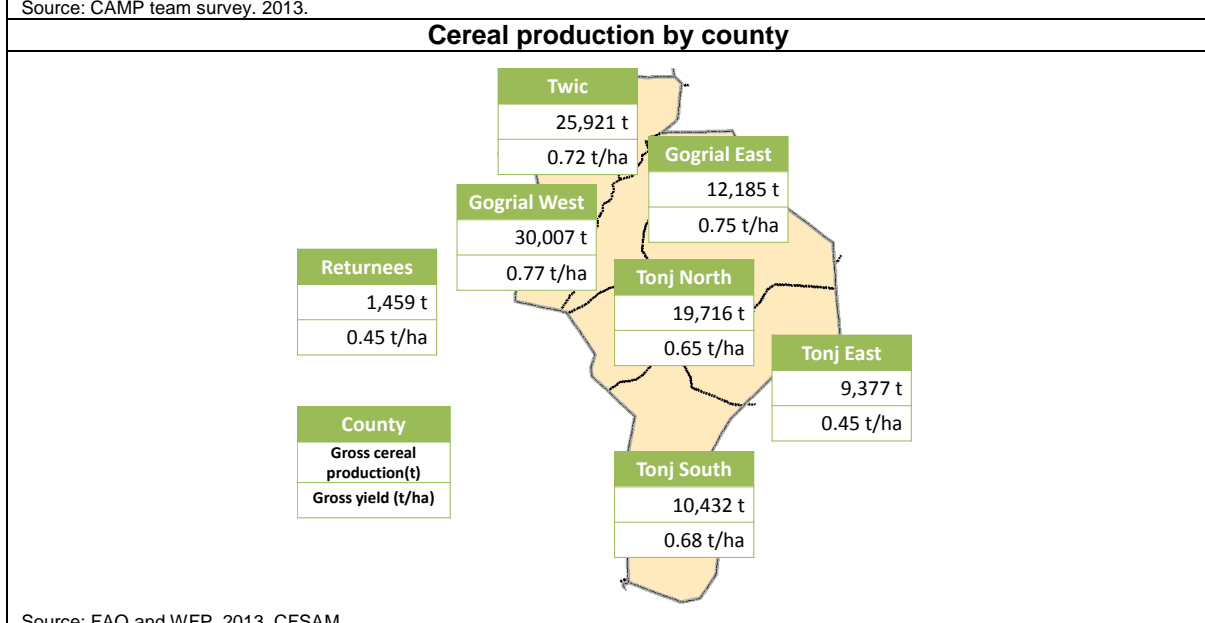 Source: CAMP team survey. 2013.
Cereal production by county
Twic
25,921 t
0.72 t/ha
Gogrial East
12,185 t
0.75 t/ha
Gogrial West
30,007 t
0.77 t/ha
Returnees
1,459 t
0.45 t/ha
Tonj North
19,716 t
0.65 t/ha
Tonj East
9,377 t
0.45 t/ha
County
Gross cereal
production(t)
Gross yield (t/ha)
Tonj South
10,432 t
0.68 t/ha
Source: FAO and WFP. 2013. CFSAM